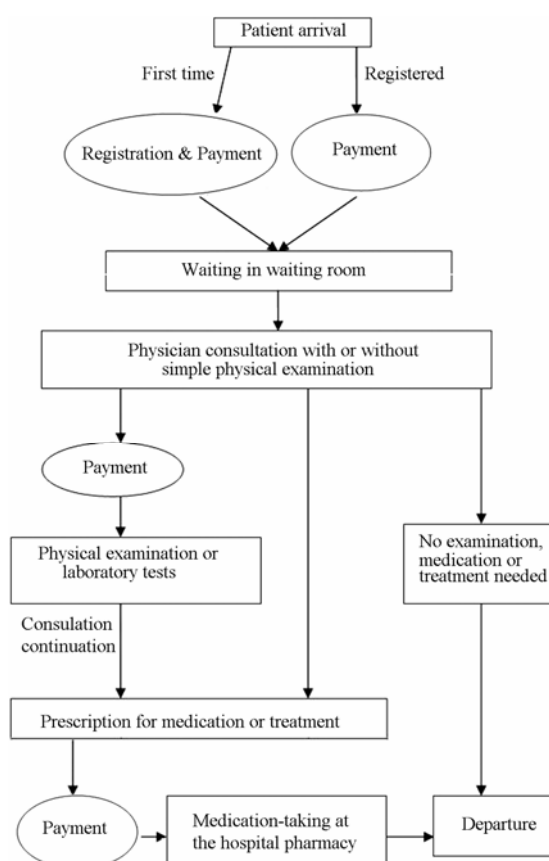 Patient arrival
First time
Registered
Registration & Payment
Payment
Waiting in waiting room
Physician consultation with or without
simple physical examination
Payment
Physical examination or
laboratory tests
No examination,
medication or
treatment needed
Consulation
continuation
Prescription for medication or treatment
Payment
Medication-taking at
the hospital pharmacy
Departure